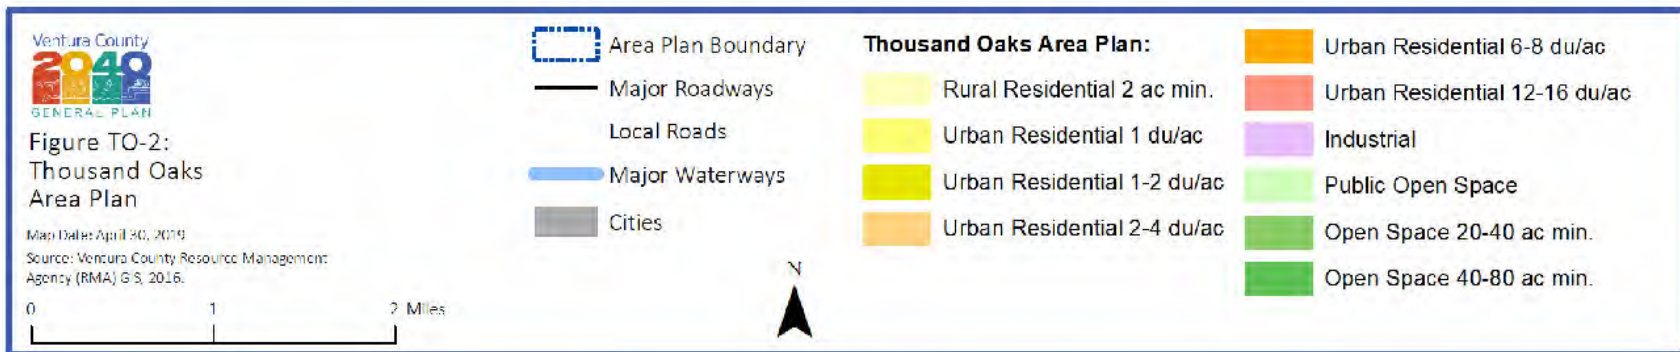 Ventura County
2040
GENERAL PLAN
Figure TO-2:
Thousand Oaks
Area Plan
Map Date: April 30, 2019
Source: Ventura County Resource Management
Agency (RMA) GIS, 2016.
0 1 2 Miles
Area Plan Boundary
Major Roadways
Local Roads
Major Waterways
Cities
N
Thousand Oaks Area Plan:
Rural Residential 2 ac min.
Urban Residential 1 du/ac
Urban Residential 1-2 du/ac
Urban Residential 2-4 du/ac
Urban Residential 6-8 du/ac
Urban Residential 12-16 du/ac
Industrial
Public Open Space
Open Space 20-40 ac min.
Open Space 40-80 ac min.